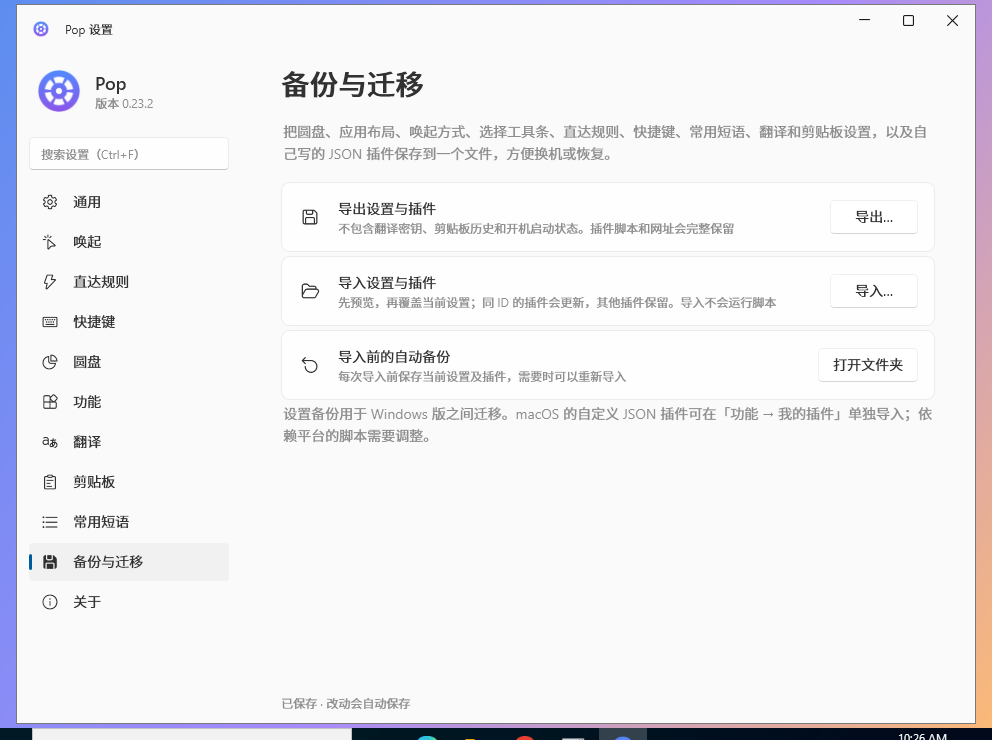 Pop 设置
Pop
版本 0.23.2
搜索设置（Ctrl+F）
通用
唤起
直达规则
快捷键
圆盘
功能
翻译
剪贴板
常用短语
备份与迁移
关于
备份与迁移
把圆盘、应用布局、唤起方式、选择工具条、直达规则、快捷键、常用短语、翻译和剪贴板设置，以及自
己写的 JSON 插件保存到一个文件，方便换机或恢复。
导出设置与插件
不包含翻译密钥、剪贴板历史和开机启动状态。插件脚本和网址会完整保留
导出...
导入设置与插件
先预览，再覆盖当前设置；同 ID 的插件会更新，其他插件保留。导入不会运行脚本
导入...
导入前的自动备份
每次导入前保存当前设置及插件，需要时可以重新导入
打开文件夹
设置备份用于 Windows 版之间迁移。macOS 的自定义 JSON 插件可在「功能 → 我的插件」单独导入；依
赖平台的脚本需要调整。
已保存 · 改动会自动保存
10:26 AM